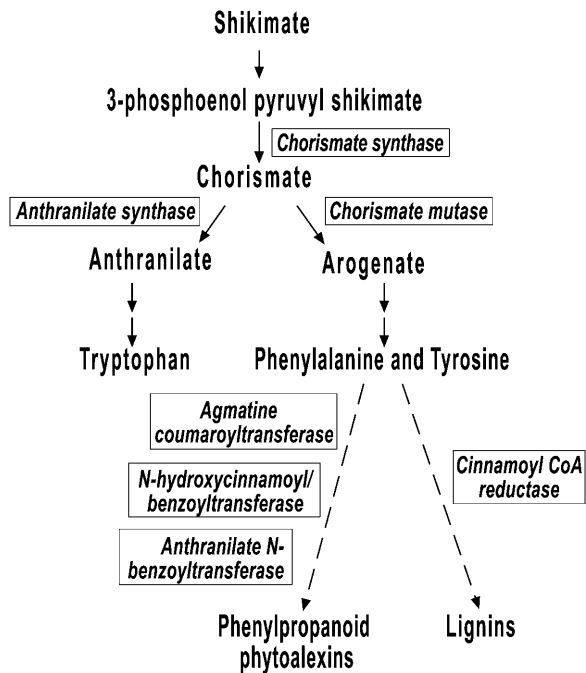 Shikimate
3-phosphoenol pyruvyl shikimate
Chorismate synthase
Chorismate
Anthranilate synthase
Chorismate mutase
Anthranilate
Arogenate
Tryptophan
Phenylalanine and Tyrosine
Agmatine
coumaroyltransferase
N-hydroxycinnamoyl/
benzoyltransferase
Cinnamoyl CoA
reductase
Anthranilate N-
benzoyltransferase
Phenylpropanoid
phytoalexins
Lignins